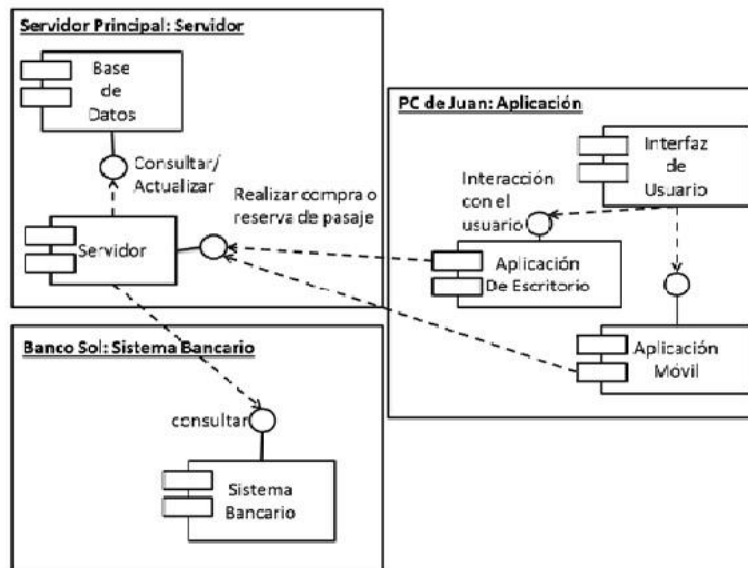 Servidor Principal: Servidor
Base
de
Datos
Consultar/
Actualizar
Realizar compra o
reserva de pasaje
Servidor
PC de Juan: Aplicación
Interfaz
de
Usuario
Interacción
con el
usuario
Aplicación
De Escritorio
Aplicación
Móvil
Banco Sol: Sistema Bancario
consultar
Sistema
Bancario